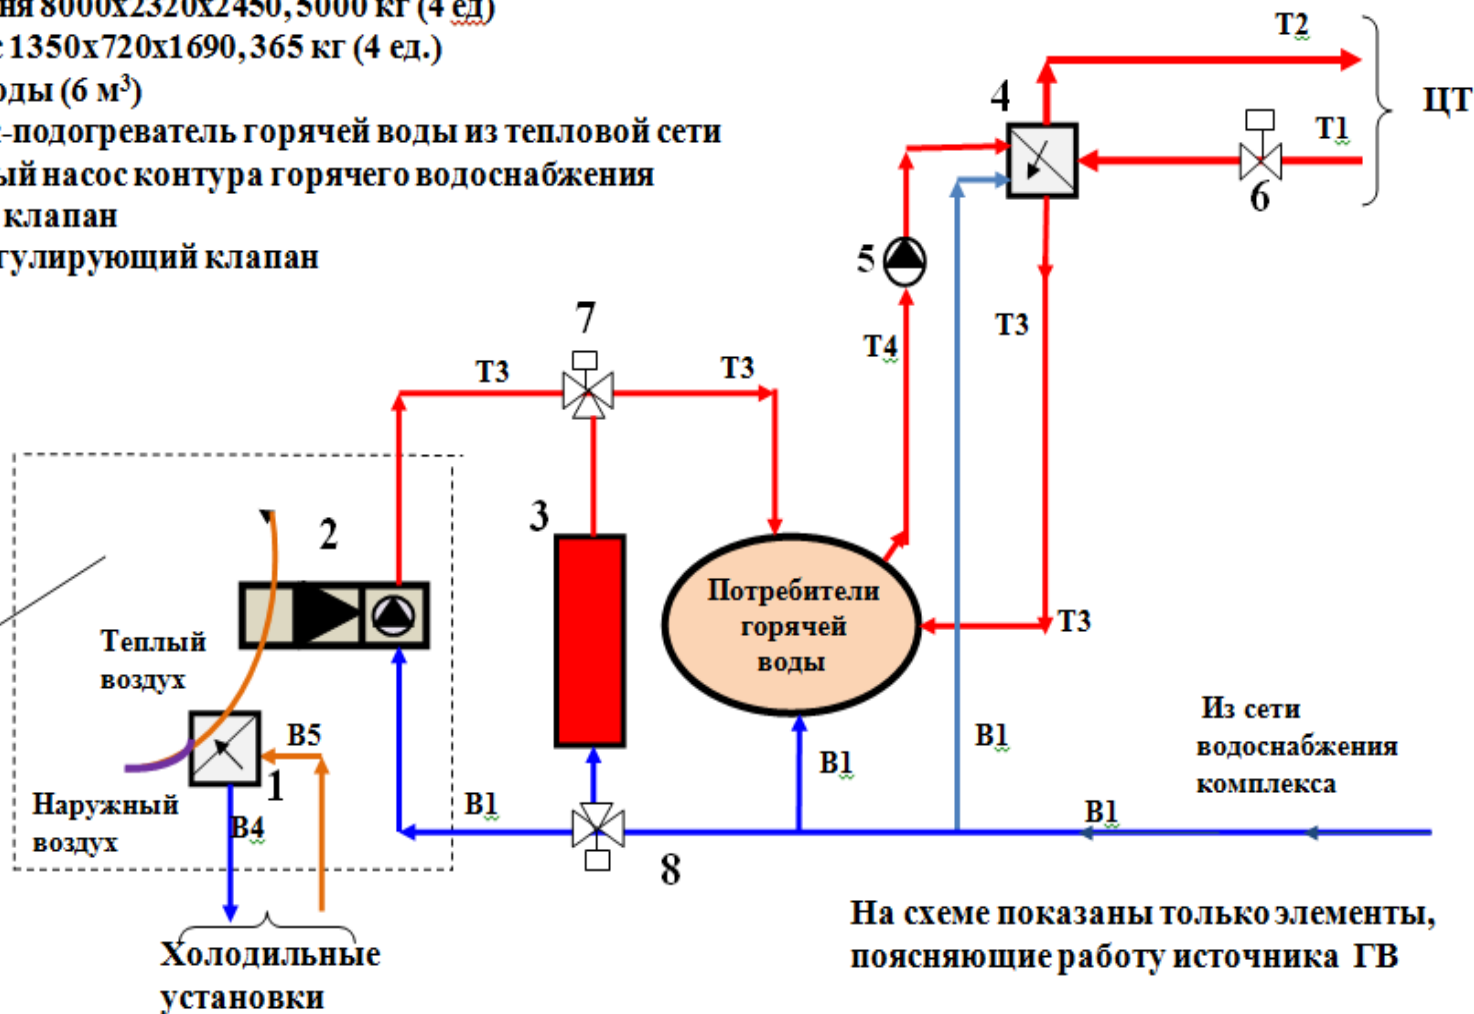 8000х2320х2450, 5000 кг (4 ед)
1350х720х1690, 365 кг (4 ед.)
(6 м³)
-подогреватель горячей воды из тепловой сети
насос контура горячего водоснабжения
клапан
клапан
Т2
4
ЦТ
Т1
6
5
7
Т3
Т4
Т3
Т3
3
2
Потребители
горячей
воды
Т3
Теплый
воздух
Из сети
водоснабжения
комплекса
В5
В1
В1
1
Наружный
воздух
В4
В1
В1
8
На схеме показаны только элементы,
поясняющие работу источника ГВ
Холодильные
установки